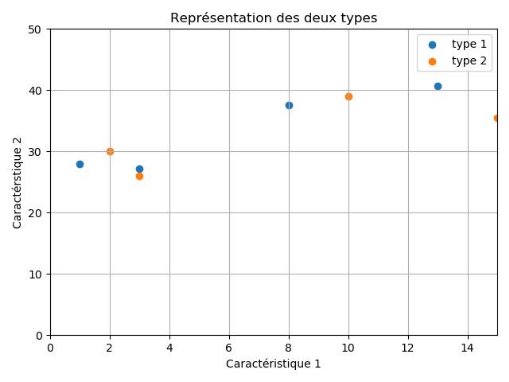 Représentation des deux types
type 1
type 2
50
40
30
20
10
0
Caractérstique 2
0 2 4 6 8 10 12 14
Caractéristique 1